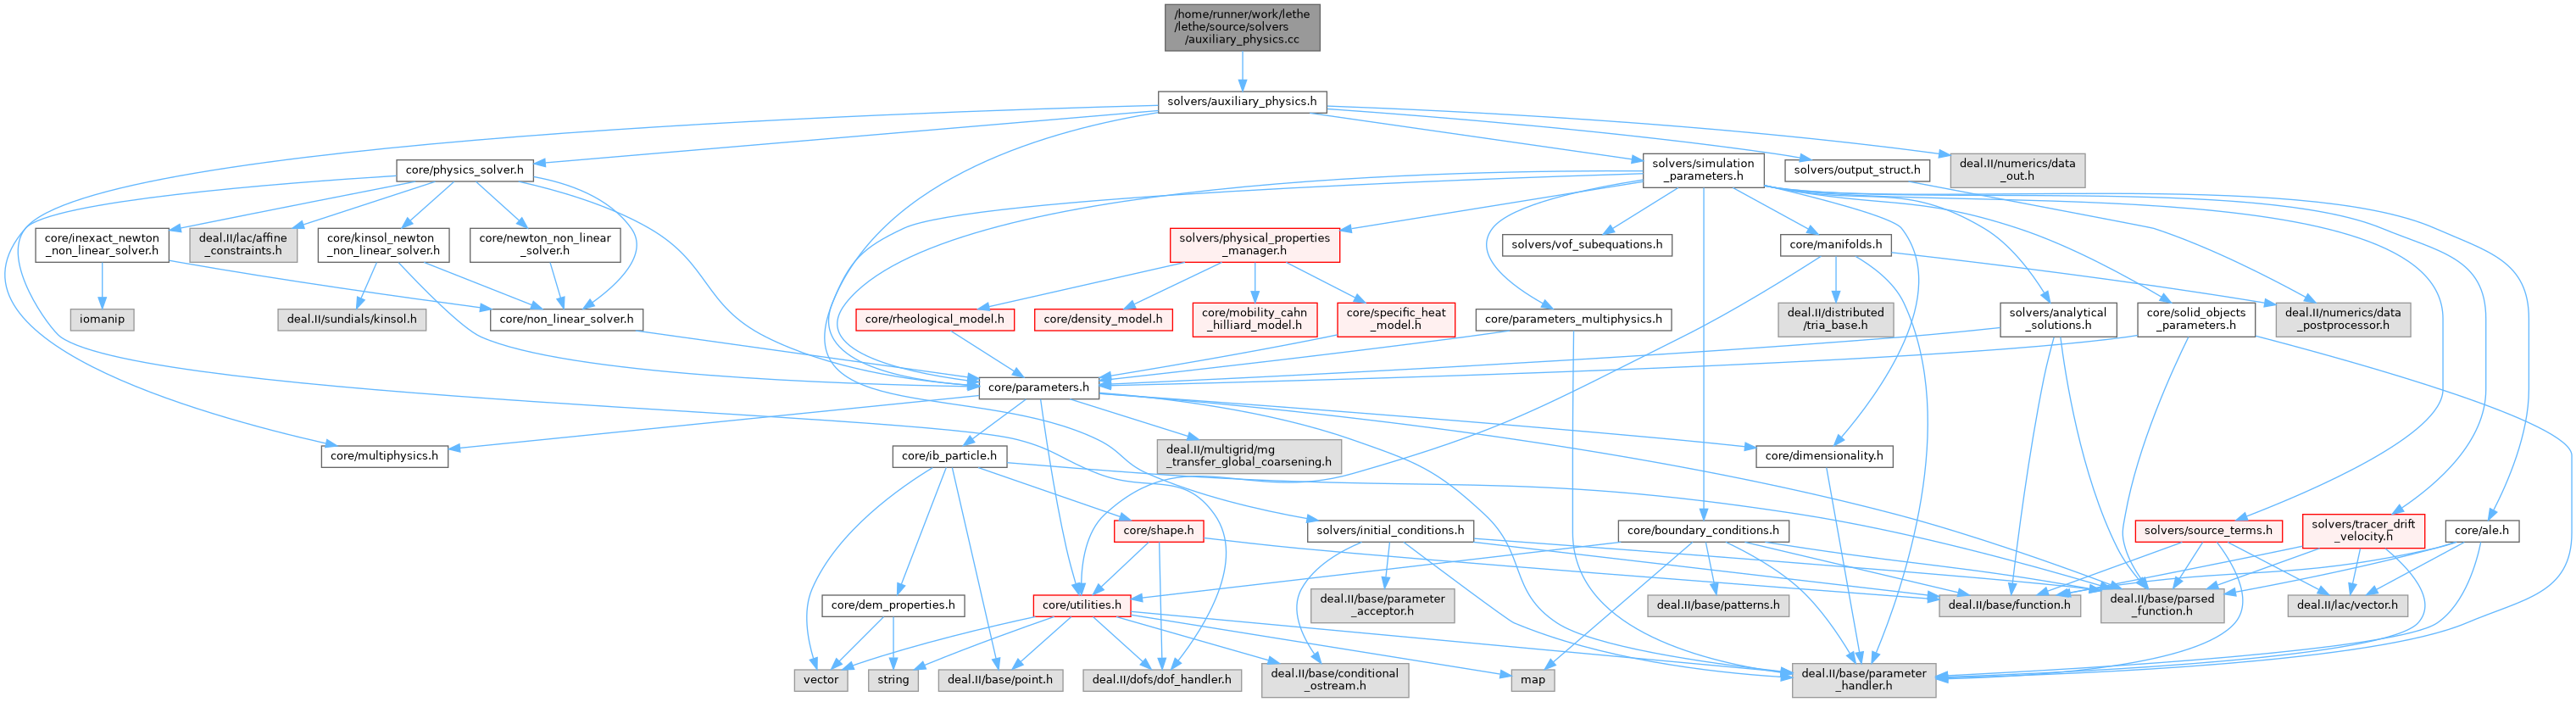 /home/runner/work/lethe
/lethe/source/solvers
/auxiliary_physics.cc
solvers/auxiliary_physics.h
core/physics_solver.h
solvers/simulation
_parameters.h
solvers/output_struct.h
deal.II/numerics/data
_out.h
core/inexact_newton
_non_linear_solver.h
deal.II/lac/affine
_constraints.h
core/kinsol_newton
_non_linear_solver.h
core/newton_non_linear
_solver.h
solvers/physical_properties
_manager.h
solvers/vof_subequations.h
core/manifolds.h
iomanip
deal.II/sundials/kinsol.h
core/non_linear_solver.h
core/rheological_model.h
core/density_model.h
core/mobility_cahn
_hilliard_model.h
core/specific_heat
_model.h
core/parameters_multiphysics.h
deal.II/distributed
/tria_base.h
solvers/analytical
_solutions.h
core/solid_objects
_parameters.h
deal.II/numerics/data
_postprocessor.h
core/parameters.h
core/multiphysics.h
core/ib_particle.h
deal.II/multigrid/mg
_transfer_global_coarsening.h
core/dimensionality.h
core/shape.h
solvers/initial_conditions.h
core/boundary_conditions.h
solvers/source_terms.h
solvers/tracer_drift
_velocity.h
core/ale.h
core/dem_properties.h
core/utilities.h
deal.II/base/parameter
_acceptor.h
deal.II/base/patterns.h
deal.II/base/function.h
deal.II/base/parsed
_function.h
deal.II/lac/vector.h
vector
string
deal.II/base/point.h
deal.II/dofs/dof_handler.h
deal.II/base/conditional
_ostream.h
map
deal.II/base/parameter
_handler.h